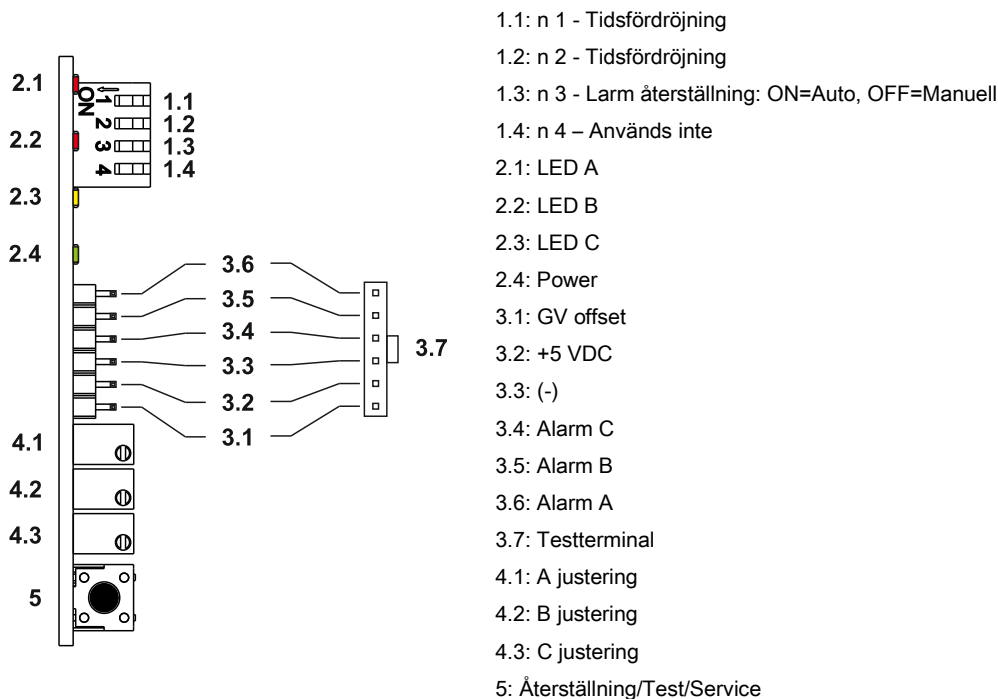 2.1
2.2
2.3
2.4
ON
1
2
3
4
1.1
1.2
1.3
1.4
3.6
3.5
3.4
3.3
3.2
3.1
3.7
4.1
4.2
4.3
5
1.1: n 1 - Tidsfördröjning
1.2: n 2 - Tidsfördröjning
1.3: n 3 - Larm återställning: ON=Auto, OFF=Manuell
1.4: n 4 – Används inte
2.1: LED A
2.2: LED B
2.3: LED C
2.4: Power
3.1: GV offset
3.2: +5 VDC
3.3: (-)
3.4: Alarm C
3.5: Alarm B
3.6: Alarm A
3.7: Testterminal
4.1: A justering
4.2: B justering
4.3: C justering
5: Återställning/Test/Service